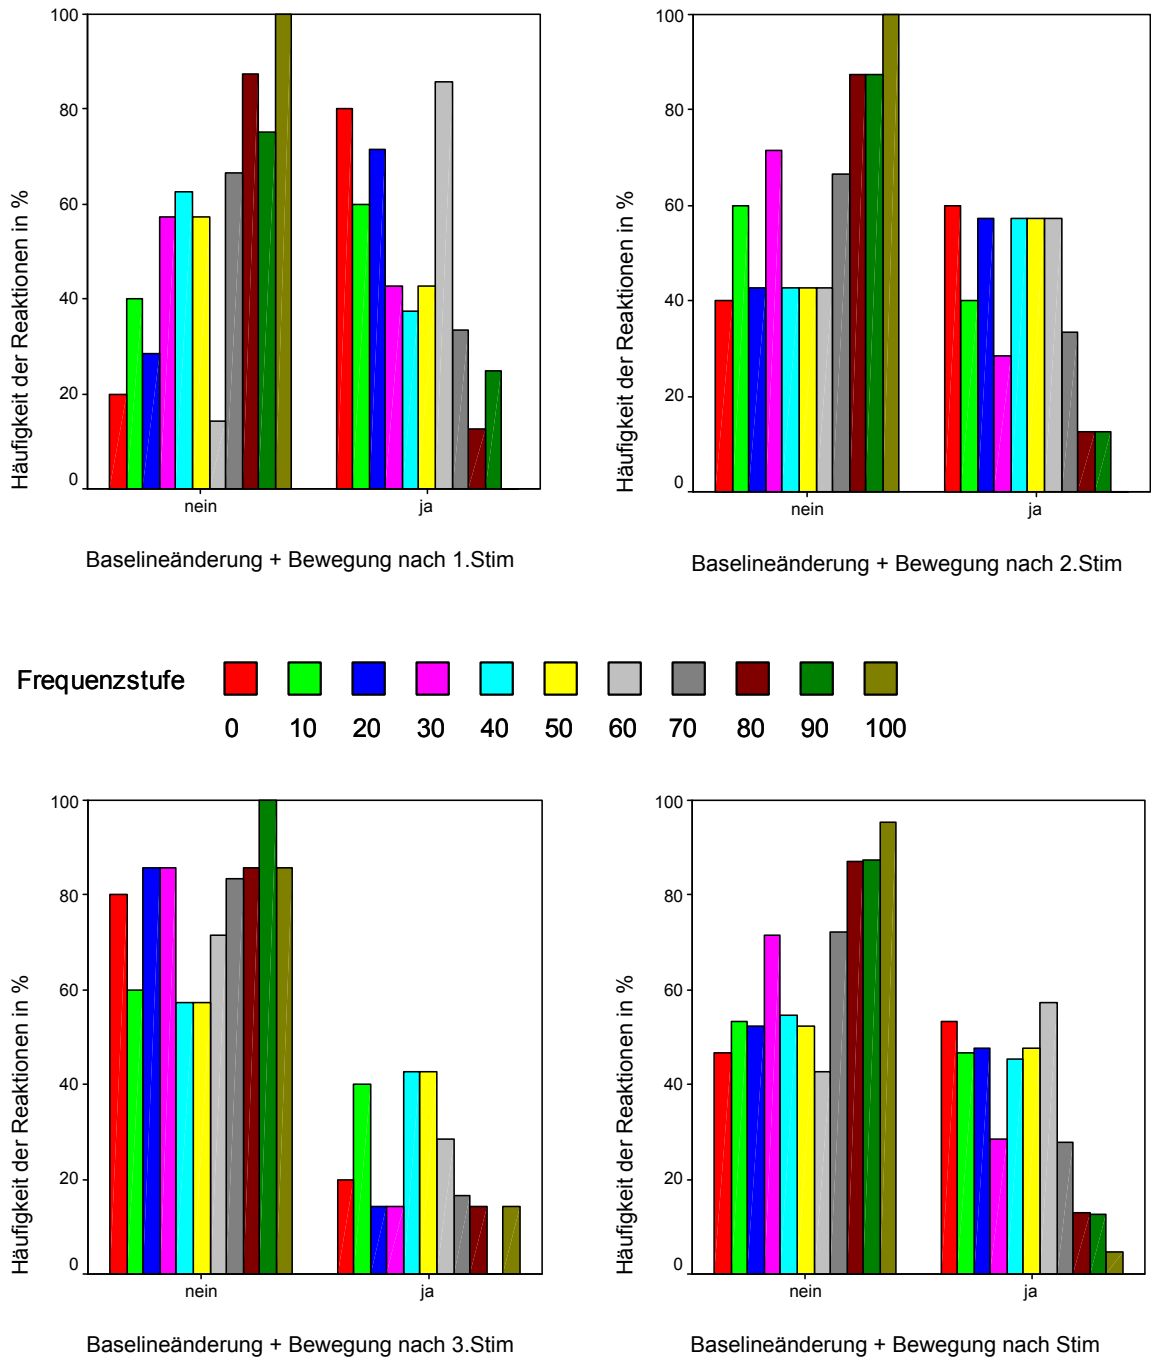 100
80
60
40
20
0
Häufigkeit der Reaktionen in %
nein ja
Baselineänderung + Bewegung nach 1.Stim
100
80
60
40
20
0
Häufigkeit der Reaktionen in %
nein ja
Baselineänderung + Bewegung nach 2.Stim
Frequenzstufe
0 10 20 30 40 50 60 70 80 90 100
100
80
60
40
20
0
Häufigkeit der Reaktionen in %
nein ja
Baselineänderung + Bewegung nach 3.Stim
100
80
60
40
20
0
Häufigkeit der Reaktionen in %
nein ja
Baselineänderung + Bewegung nach Stim